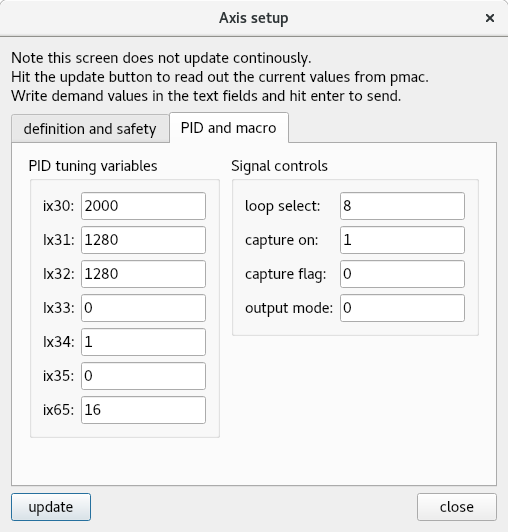 Axis setup
Note this screen does not update continously.
Hit the update button to read out the current values from pmac.
Write demand values in the text fields and hit enter to send.
definition and safety PID and macro
PID tuning variables
ix30: 2000
Ix31: 1280
Ix32: 1280
Ix33: 0
Ix34: 1
ix35: 0
ix65: 16
Signal controls
loop select: 8
capture on: 1
capture flag: 0
output mode: 0
update close